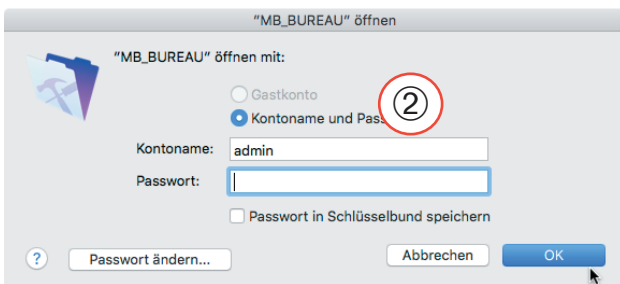 "MB_BUREAU" öffnen
"MB_BUREAU" öffnen mit:
Gastkonto
Kontoname und
②
Kontoname: admin
Passwort:
Passwort in Schlüsselbund speichern
? Passwort ändern... Abbrechen OK